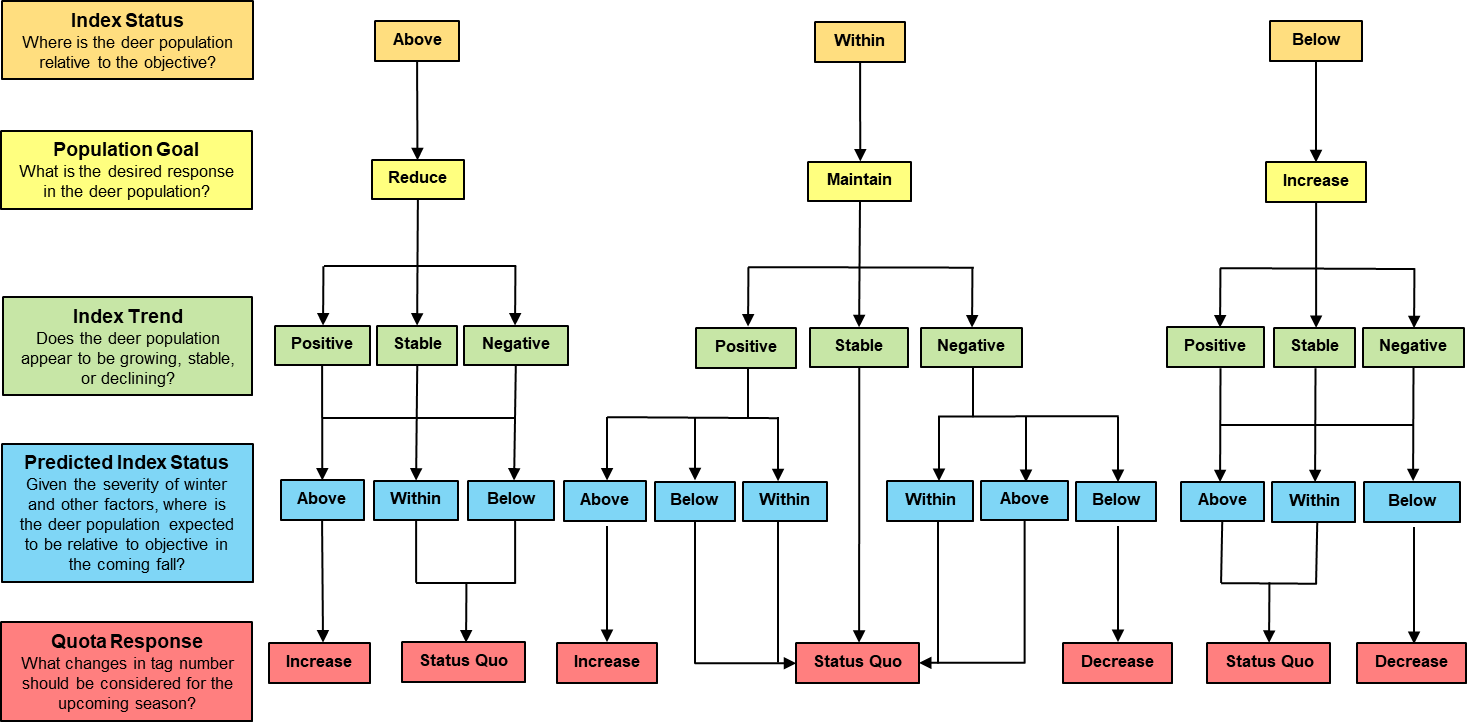 Index Status
Where is the deer population
relative to the objective?
Above
Within
Below
Population Goal
What is the desired response
in the deer population?
Reduce
Maintain
Increase
Index Trend
Does the deer population
appear to be growing, stable,
or declining?
Positive
Stable
Negative
Positive
Stable
Negative
Positive
Stable
Negative
Predicted Index Status
Given the severity of winter
and other factors, where is
the deer population expected
to be relative to objective in
the coming fall?
Above
Within
Below
Above
Below
Within
Within
Above
Below
Above
Within
Below
Quota Response
What changes in tag number
should be considered for the
upcoming season?
Increase
Status Quo
Increase
Status Quo
Decrease
Status Quo
Decrease